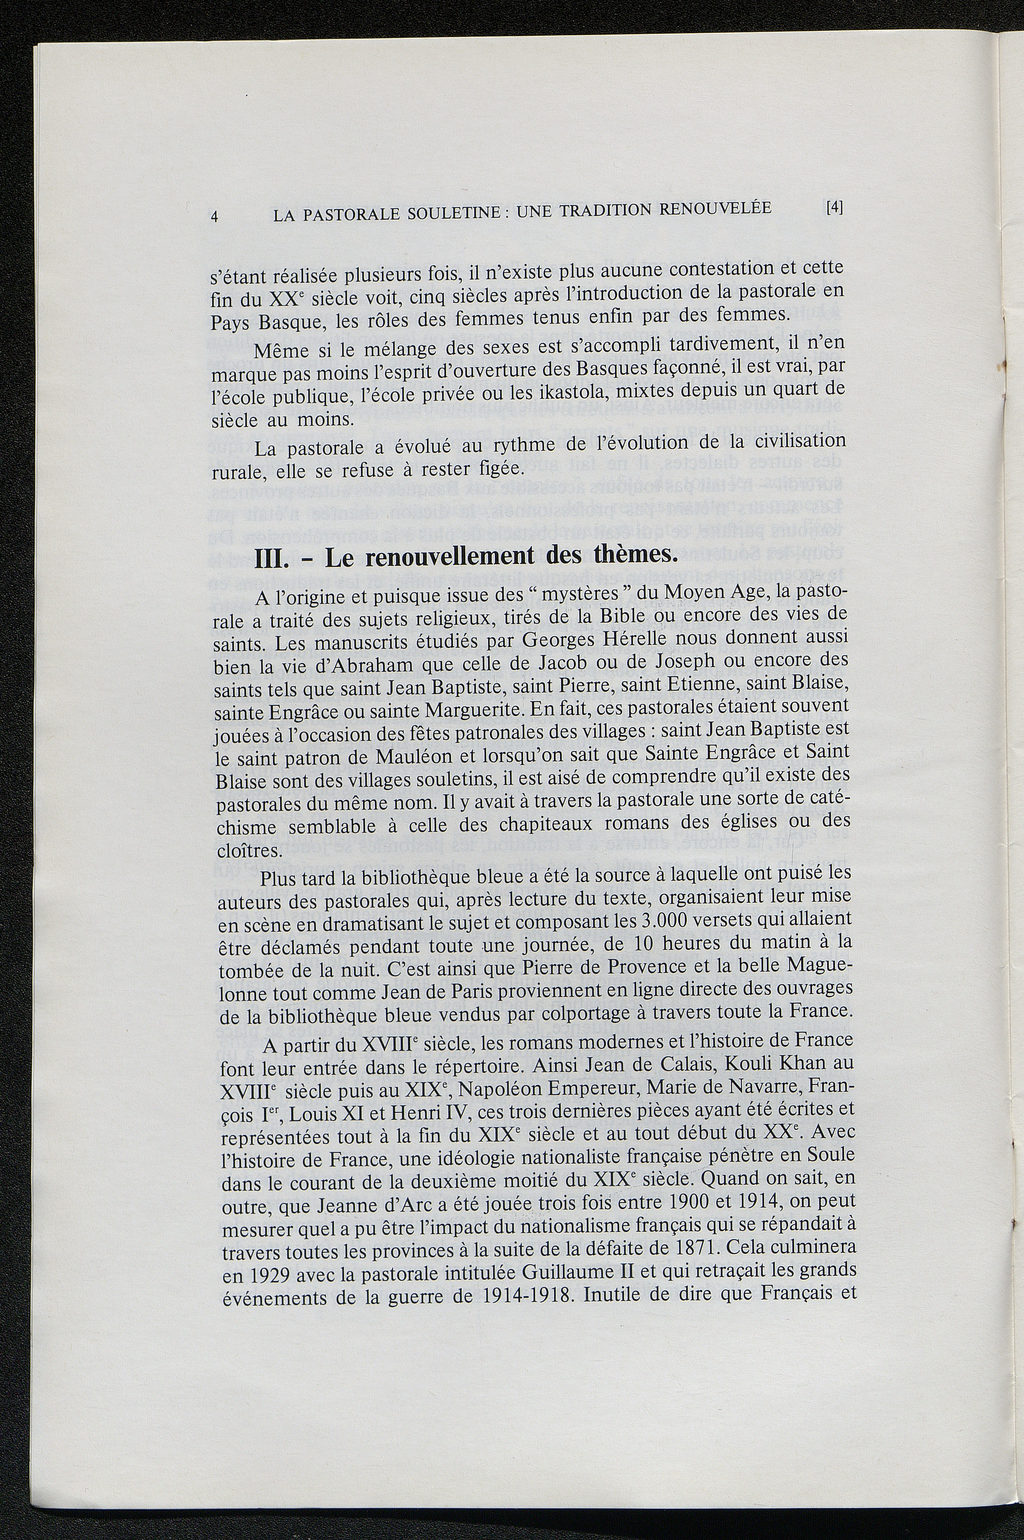 4 LA PASTORALE SOULETINE : UNE TRADITION RENOUVELÉE [4]
s’étant réalisée plusieurs fois, il n’existe plus aucune contestation et cette
fin du XXe siècle voit, cinq siècles après l’introduction de la pastorale en
Pays Basque, les rôles des femmes tenus enfin par des femmes.
Même si le mélange des sexes est s’accompli tardivement, il n’en
marque pas moins l’esprit d’ouverture des Basques façonné, il est vrai, par
l’école publique, l’école privée ou les ikastola, mixtes depuis un quart de
siècle au moins.
La pastorale a évolué au rythme de l’évolution de la civilisation
rurale, elle se refuse à rester figée.
III. – Le renouvellement des thèmes.
A l’origine et puisque issue des “ mystères ” du Moyen Age, la pasto-
rale a traité des sujets religieux, tirés de la Bible ou encore des vies de
saints. Les manuscrits étudiés par Georges Hérelle nous donnent aussi
bien la vie d’Abraham que celle de Jacob ou de Joseph ou encore des
saints tels que saint Jean Baptiste, saint Pierre, saint Etienne, saint Blaise,
sainte Engrâce ou sainte Marguerite. En fait, ces pastorales étaient souvent
jouées à l’occasion des fêtes patronales des villages : saint Jean Baptiste est
le saint patron de Mauléon et lorsqu’on sait que Sainte Engrâce et Saint
Blaise sont des villages souletins, il est aisé de comprendre qu’il existe des
pastorales du même nom. Il y avait à travers la pastorale une sorte de caté-
chisme semblable à celle des chapiteaux romans des églises ou des
cloîtres.
Plus tard la bibliothèque bleue a été la source à laquelle ont puisé les
auteurs des pastorales qui, après lecture du texte, organisaient leur mise
en scène en dramatisant le sujet et composant les 3.000 versets qui allaient
être déclamés pendant toute une journée, de 10 heures du matin à la
tombée de la nuit. C’est ainsi que Pierre de Provence et la belle Mague-
lonne tout comme Jean de Paris proviennent en ligne directe des ouvrages
de la bibliothèque bleue vendus par colportage à travers toute la France.
A partir du XVIIIe siècle, les romans modernes et l’histoire de France
font leur entrée dans le répertoire. Ainsi Jean de Calais, Kouli Khan au
XVIIIe siècle puis au XIXe, Napoléon Empereur, Marie de Navarre, Fran-
çois Ier, Louis XI et Henri IV, ces trois dernières pièces ayant été écrites et
représentées tout à la fin du XIXe siècle et au tout début du XXe. Avec
l’histoire de France, une idéologie nationaliste française pénètre en Soule
dans le courant de la deuxième moitié du XIXe siècle. Quand on sait, en
outre, que Jeanne d’Arc a été jouée trois fois entre 1900 et 1914, on peut
mesurer quel a pu être l’impact du nationalisme français qui se répandait à
travers toutes les provinces à la suite de la défaite de 1871. Cela culminera
en 1929 avec la pastorale intitulée Guillaume II et qui retraçait les grands
événements de la guerre de 1914-1918. Inutile de dire que Français et